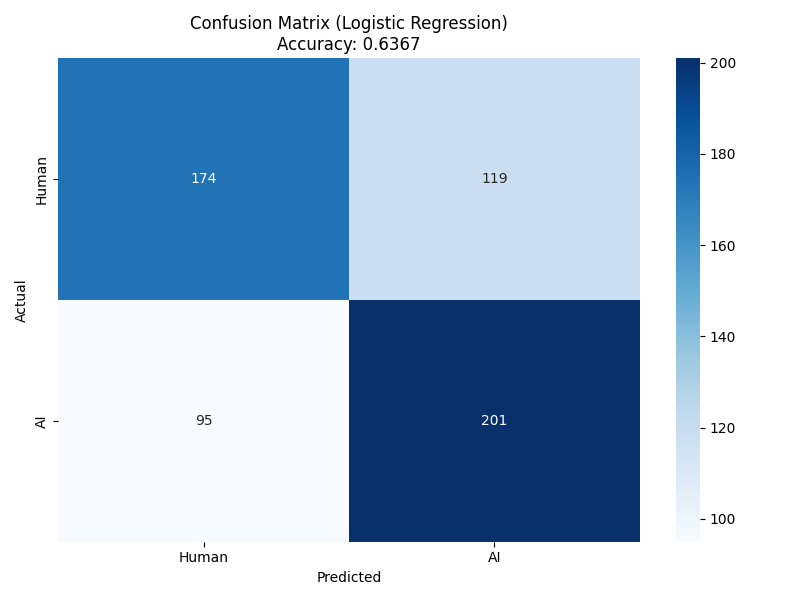 Confusion Matrix (Logistic Regression)
Accuracy: 0.6367
Human
174
119
AI
95
201
Actual
Human
AI
Predicted
200
180
160
140
120
100